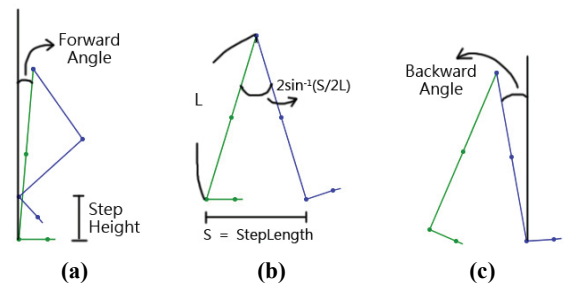 Forward
Angle
Step
Height
(a)
L
2sin⁻¹(S/2L)
S = StepLength
(b)
Backward
Angle
(c)